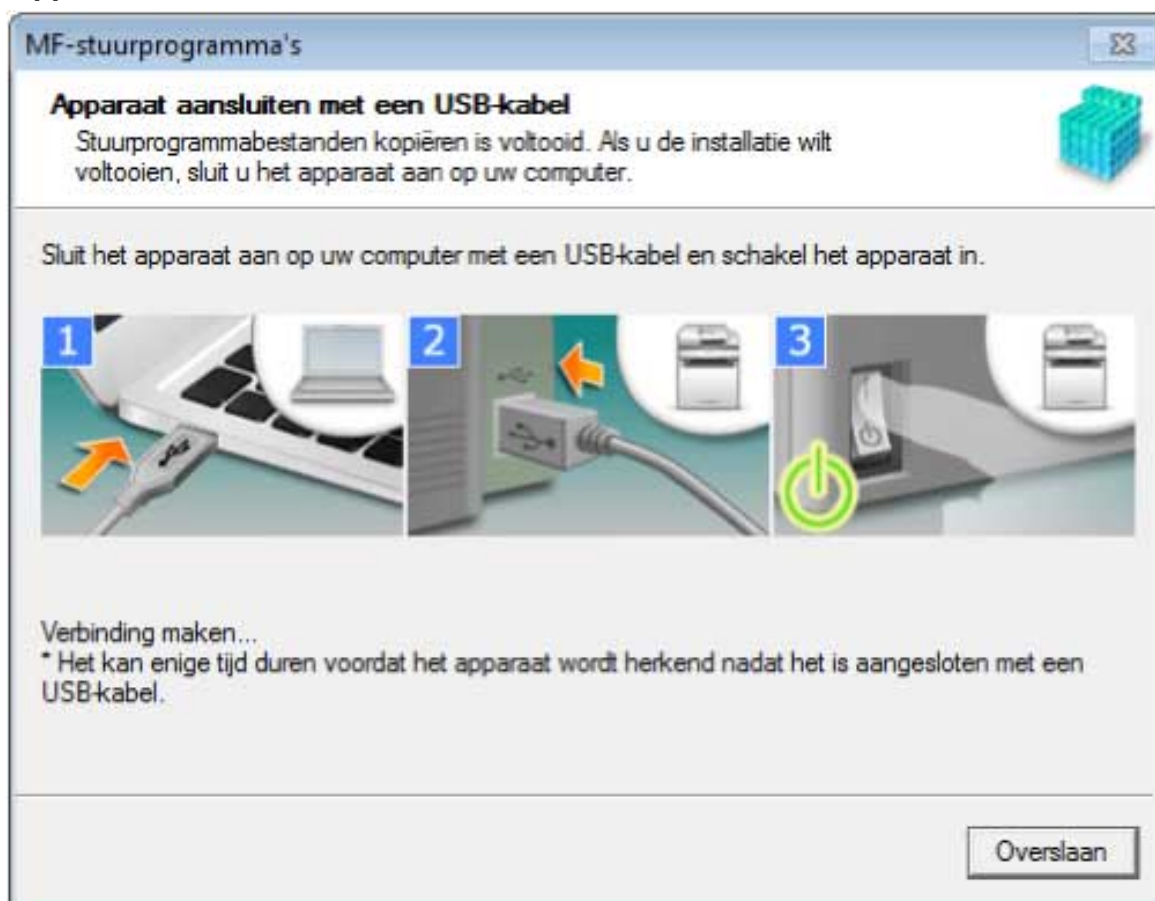 MF-stuurprogramma's
Apparaat aansluiten met een USB-kabel
Stuurprogrammabestanden kopiëren is voltooid. Als u de installatie wilt
voltooien, sluit u het apparaat aan op uw computer.
Sluit het apparaat aan op uw computer met een USB-kabel en schakel het apparaat in.
1
2
3
Verbinding maken...
* Het kan enige tijd duren voordat het apparaat wordt herkend nadat het is aangesloten met een
USB-kabel.
Overslaan